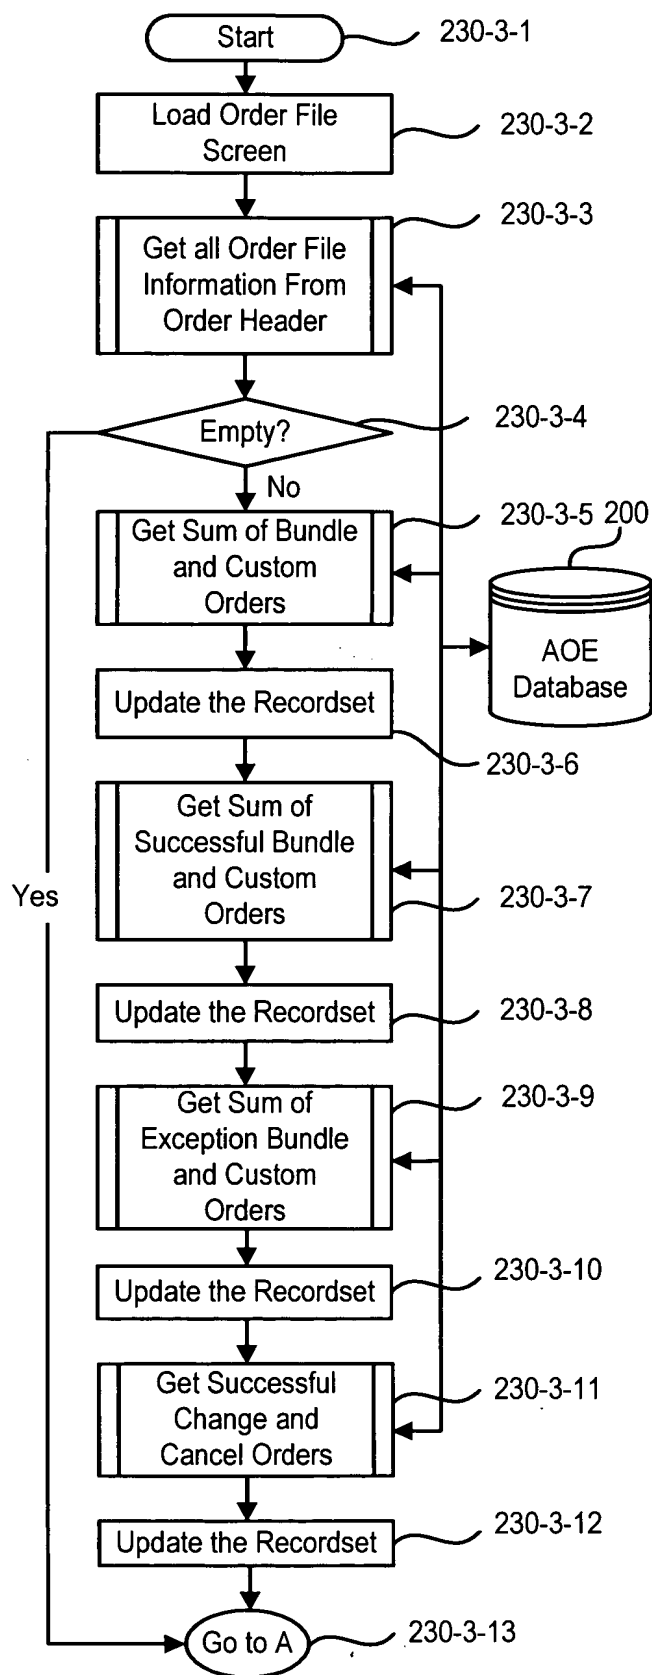 Start
230-3-1
Load Order File
Screen
230-3-2
230-3-3
Get all Order File
Information From
Order Header
Empty?
230-3-4
No
Get Sum of Bundle
and Custom
Orders
230-3-5
200
AOE
Database
Update the Recordset
230-3-6
Get Sum of
Successful Bundle
and Custom
Orders
Yes
230-3-7
Update the Recordset
230-3-8
Get Sum of
Exception Bundle
and Custom
Orders
230-3-9
Update the Recordset
230-3-10
Get Successful
Change and
Cancel Orders
230-3-11
Update the Recordset
230-3-12
Go to A
230-3-13